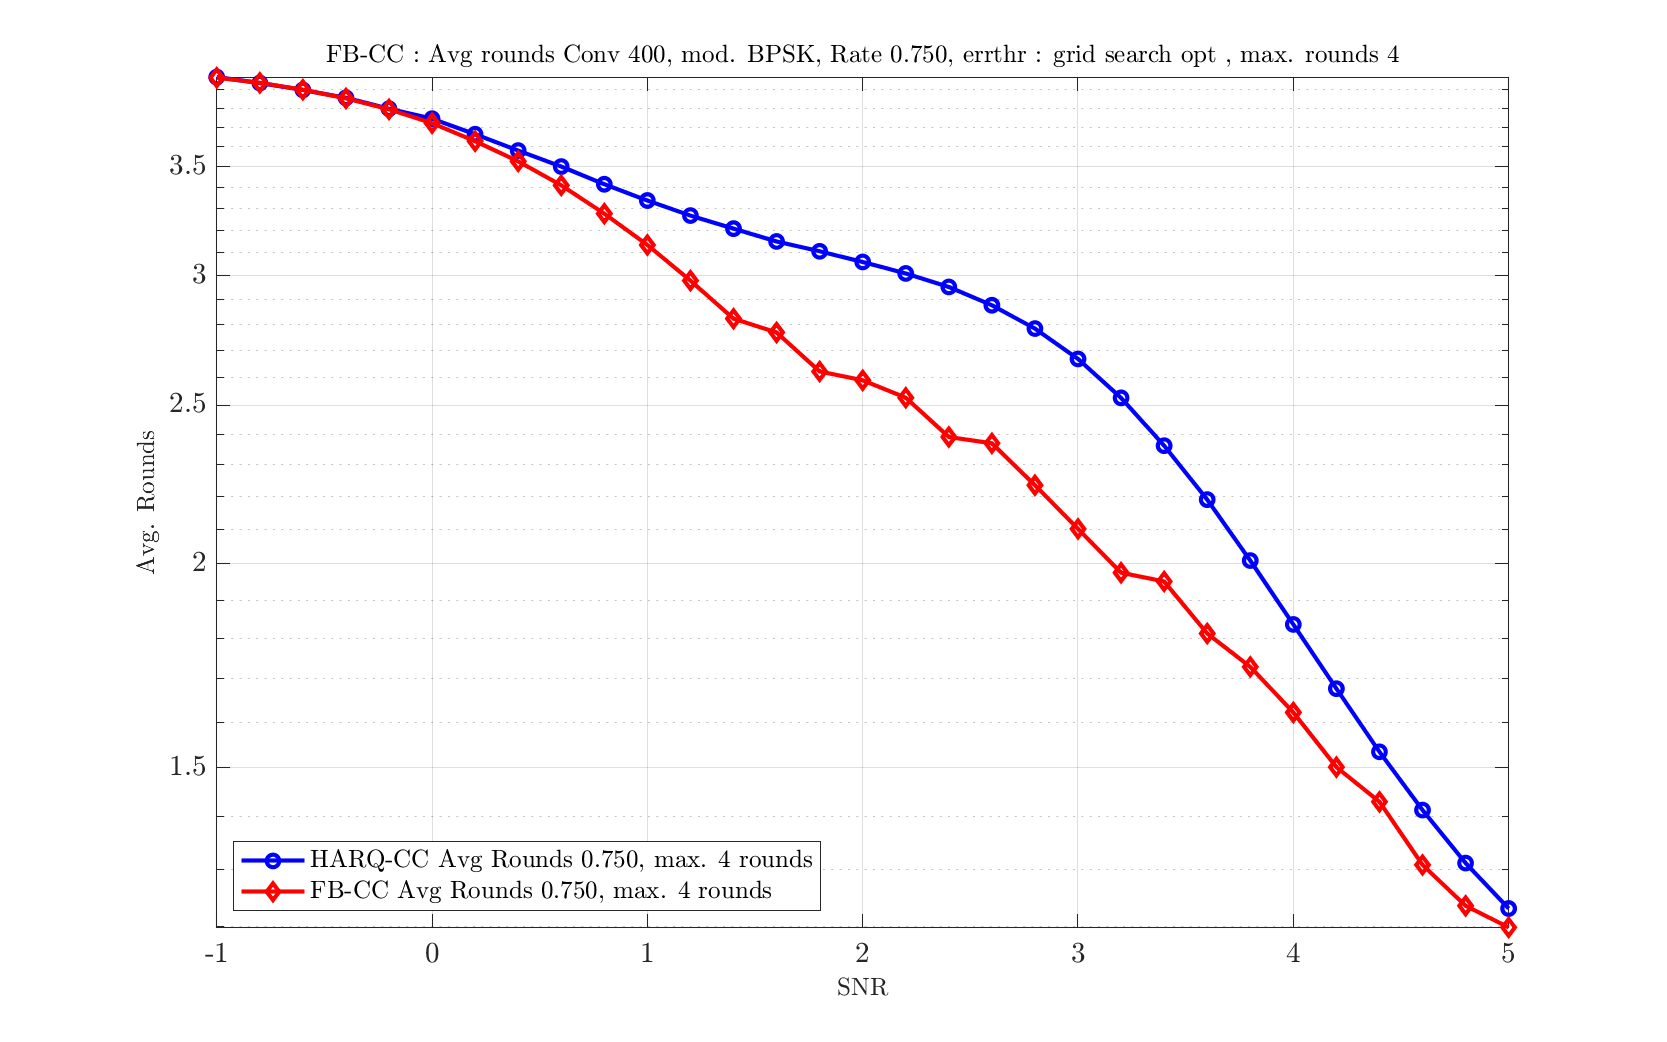 FB-CC : Avg rounds Conv 400, mod. BPSK, Rate 0.750, errthr : grid search opt , max. rounds 4
3.5
3
2.5
2
1.5
Avg. Rounds
HARQ-CC Avg Rounds 0.750, max. 4 rounds
FB-CC Avg Rounds 0.750, max. 4 rounds
-1 0 1 2 3 4 5
SNR